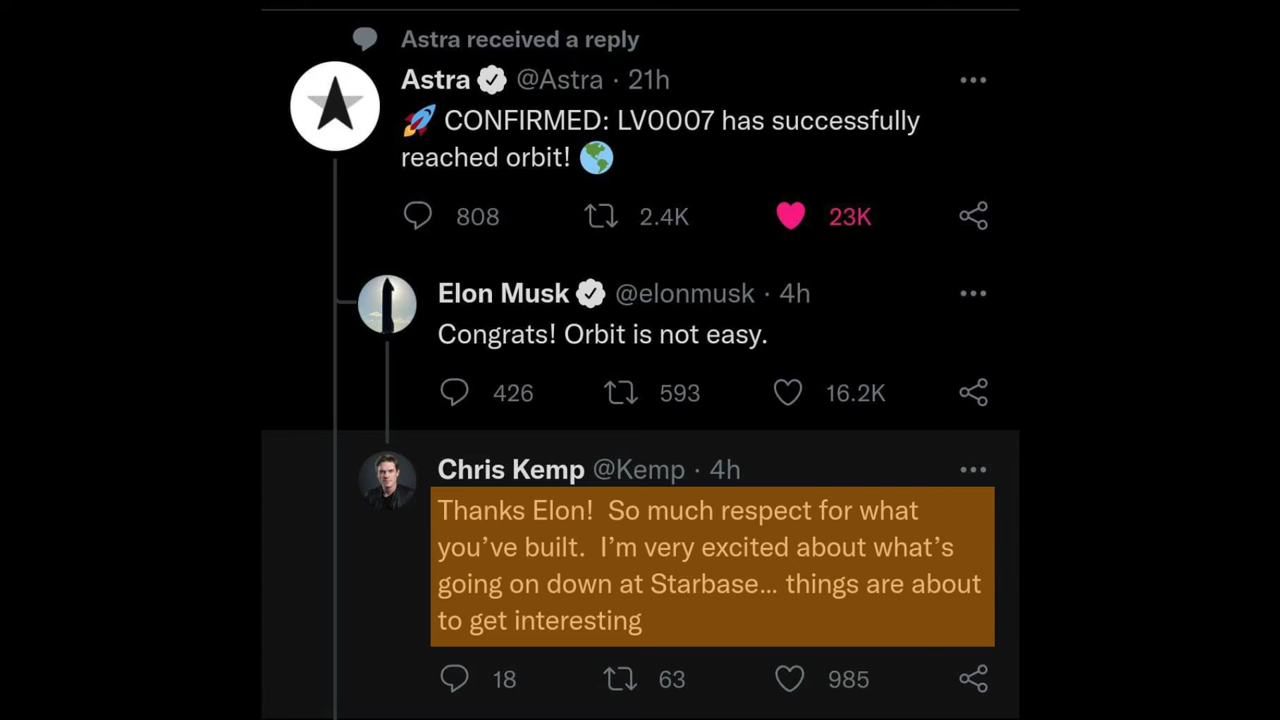 Astra received a reply
Astra @Astra · 21h
🚀 CONFIRMED: LV0007 has successfully
reached orbit! 🌎
808 2.4K 23K
Elon Musk @elonmusk · 4h
Congrats! Orbit is not easy.
426 593 16.2K
Chris Kemp @Kemp · 4h
Thanks Elon!  So much respect for what
you’ve built.  I’m very excited about what’s
going on down at Starbase... things are about
to get interesting
18 63 985